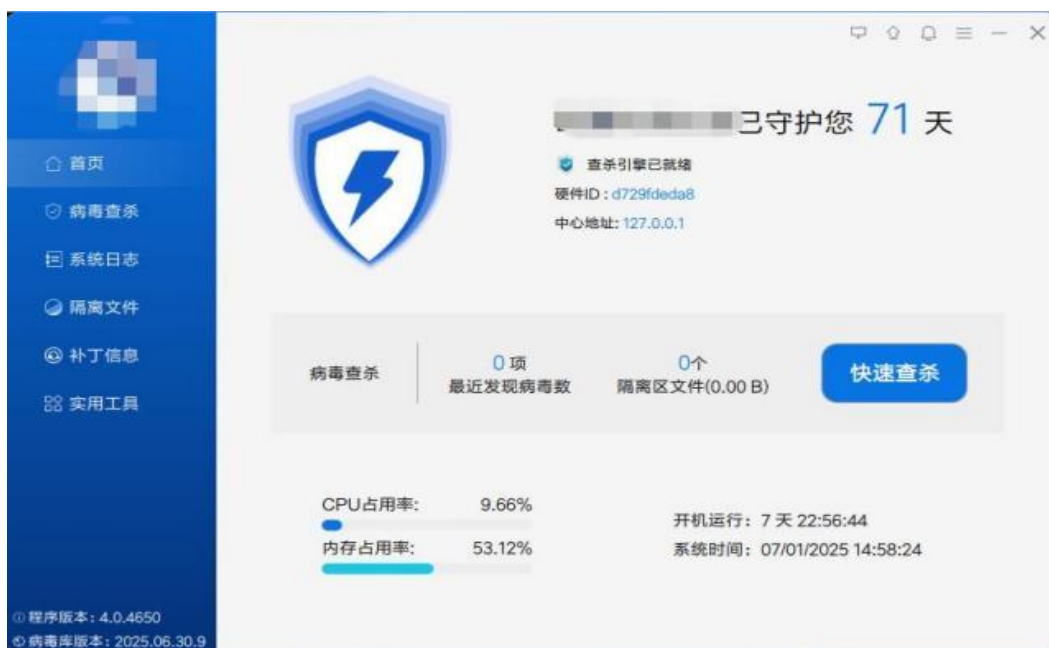 首页
病毒查杀
系统日志
隔离文件
补丁信息
实用工具
程序版本：4.0.4650
病毒库版本：2025.06.30.9
已守护您 71 天
查杀引擎已就绪
硬件ID：d729fdeda8
中心地址: 127.0.0.1
病毒查杀
0 项
最近发现病毒数
0个
隔离区文件(0.00 B)
快速查杀
CPU占用率: 9.66%
内存占用率: 53.12%
开机运行：7 天 22:56:44
系统时间：07/01/2025 14:58:24